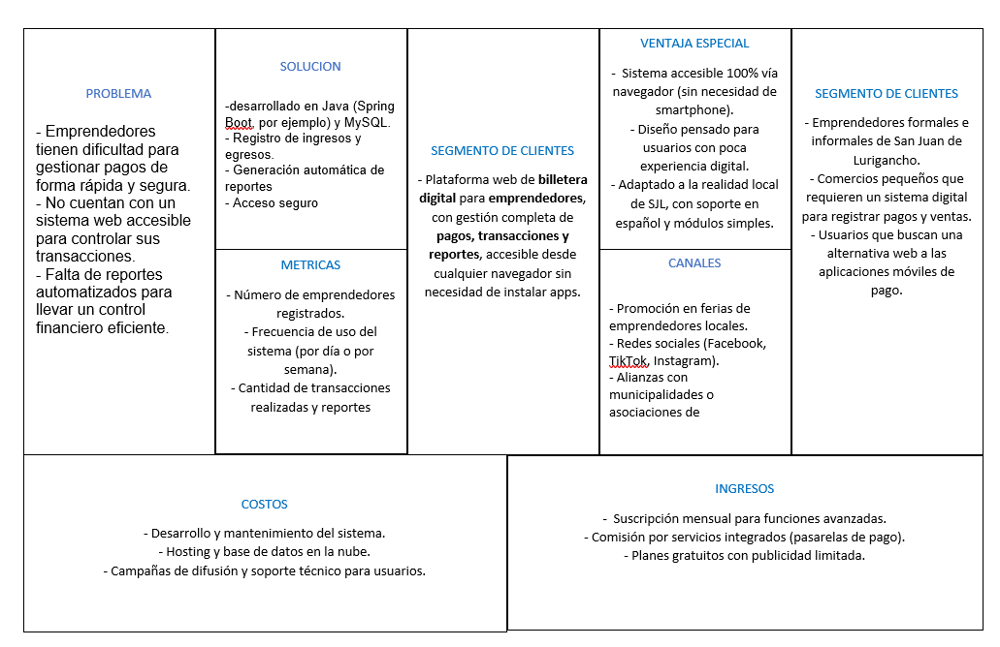 PROBLEMA
- Emprendedores
tienen dificultad para
gestionar pagos de
forma rápida y segura.
- No cuentan con un
sistema web accesible
para controlar sus
transacciones.
- Falta de reportes
automatizados para
llevar un control
financiero eficiente.
SOLUCION
-desarrollado en Java (Spring
Boot, por ejemplo) y MySQL.
- Registro de ingresos y
egresos.
- Generación automática de
reportes
- Acceso seguro
METRICAS
- Número de emprendedores
registrados.
- Frecuencia de uso del
sistema (por día o por
semana).
- Cantidad de transacciones
realizadas y reportes
SEGMENTO DE CLIENTES
- Plataforma web de billetera
digital para emprendedores,
con gestión completa de
pagos, transacciones y
reportes, accesible desde
cualquier navegador sin
necesidad de instalar apps.
VENTAJA ESPECIAL
- Sistema accesible 100% vía
navegador (sin necesidad de
smartphone).
- Diseño pensado para
usuarios con poca
experiencia digital.
- Adaptado a la realidad local
de SJL, con soporte en
español y módulos simples.
CANALES
- Promoción en ferias de
emprendedores locales.
- Redes sociales (Facebook,
TikTok, Instagram).
- Alianzas con
municipalidades o
asociaciones de
SEGMENTO DE CLIENTES
- Emprendedores formales e
informales de San Juan de
Lurigancho.
- Comercios pequeños que
requieren un sistema digital
para registrar pagos y ventas.
- Usuarios que buscan una
alternativa web a las
aplicaciones móviles de
pago.
COSTOS
- Desarrollo y mantenimiento del sistema.
- Hosting y base de datos en la nube.
- Campañas de difusión y soporte técnico para usuarios.
INGRESOS
- Suscripción mensual para funciones avanzadas.
- Comisión por servicios integrados (pasarelas de pago).
- Planes gratuitos con publicidad limitada.